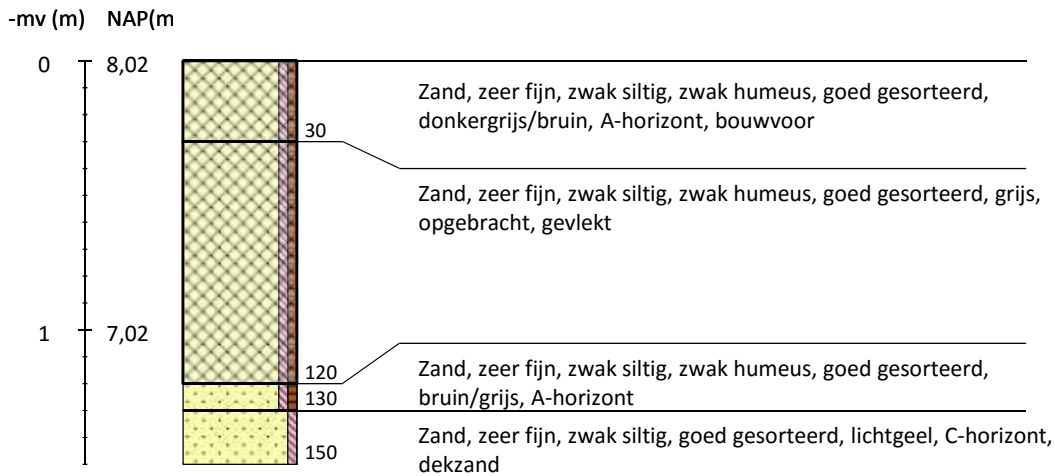 -mv (m) NAP(m
0 8,02
Zand, zeer fijn, zwak siltig, zwak humeus, goed gesorteerd,
donkergrijs/bruin, A-horizont, bouwvoor
30
Zand, zeer fijn, zwak siltig, zwak humeus, goed gesorteerd, grijs,
opgebracht, gevlekt
1 7,02
120
Zand, zeer fijn, zwak siltig, zwak humeus, goed gesorteerd,
bruin/grijs, A-horizont
130
Zand, zeer fijn, zwak siltig, goed gesorteerd, lichtgeel, C-horizont,
dekzand
150